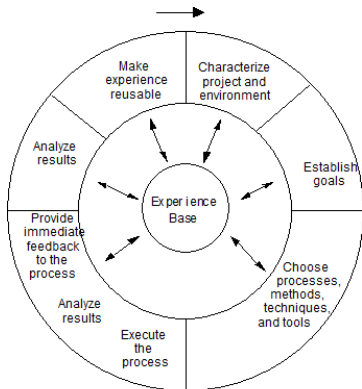 Make
experience
reusable
Characterize
project and
environment
Analyze
results
Establish
goals
Experience
Base
Provide
immediate
feedback
to the
process
Choose
processes,
methods,
techniques,
and tools
Analyze
results
Execute
the
process